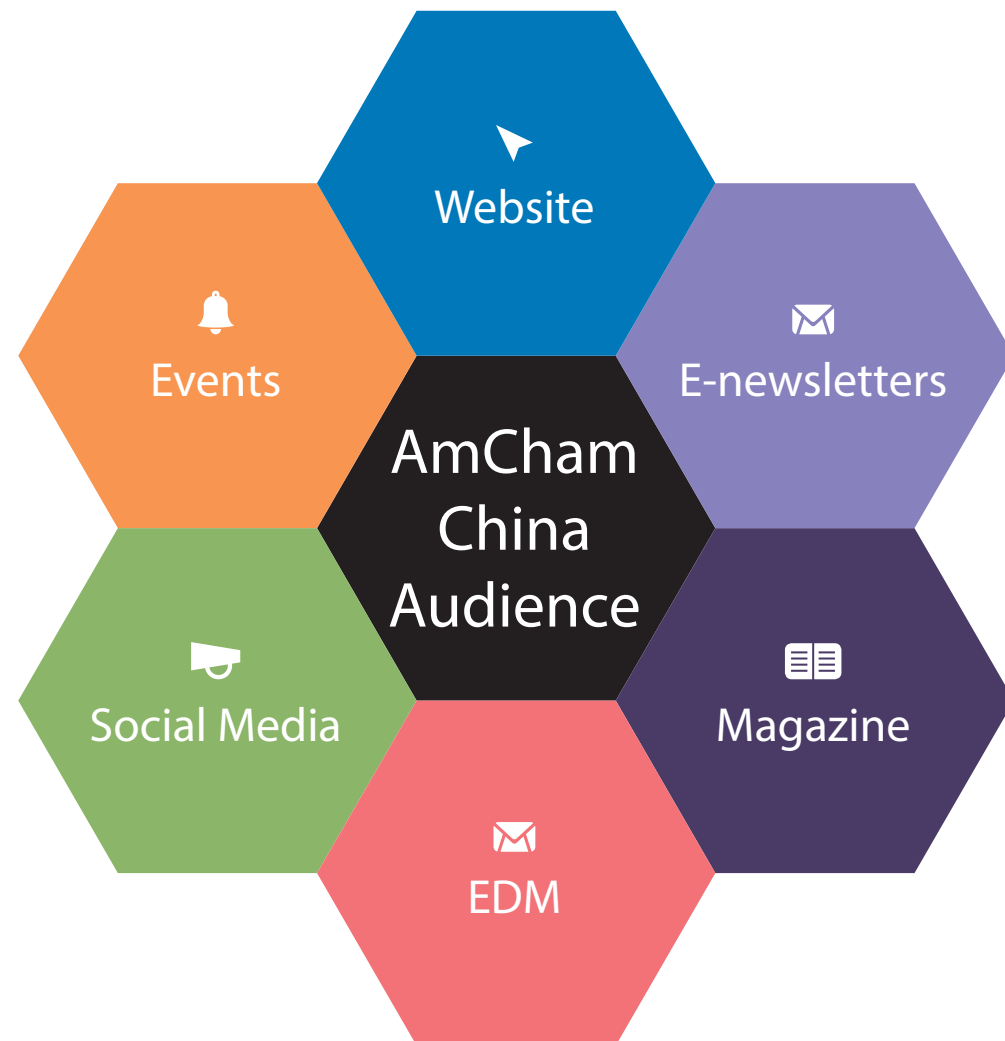 Website
Events
E-newsletters
AmCham
China
Audience
Social Media
Magazine
EDM